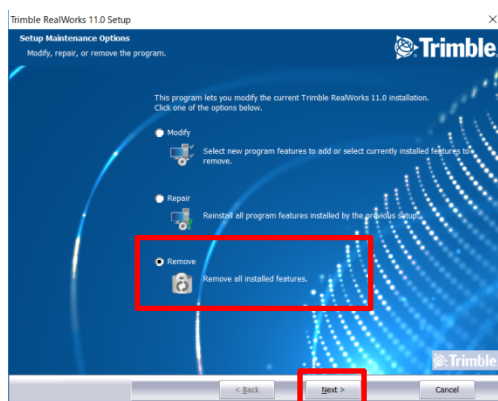 Trimble RealWorks 11.0 Setup
Setup Maintenance Options
Modify, repair, or remove the program.
Trimble
This program lets you modify the current Trimble RealWorks 11.0 installation.
Click one of the options below.
Modify
Select new program features to add or select currently installed features to
remove.
Repair
Reinstall all program features installed by the previous setup.
Remove
Remove all installed features.
Trimble
< Back
Next >
Cancel